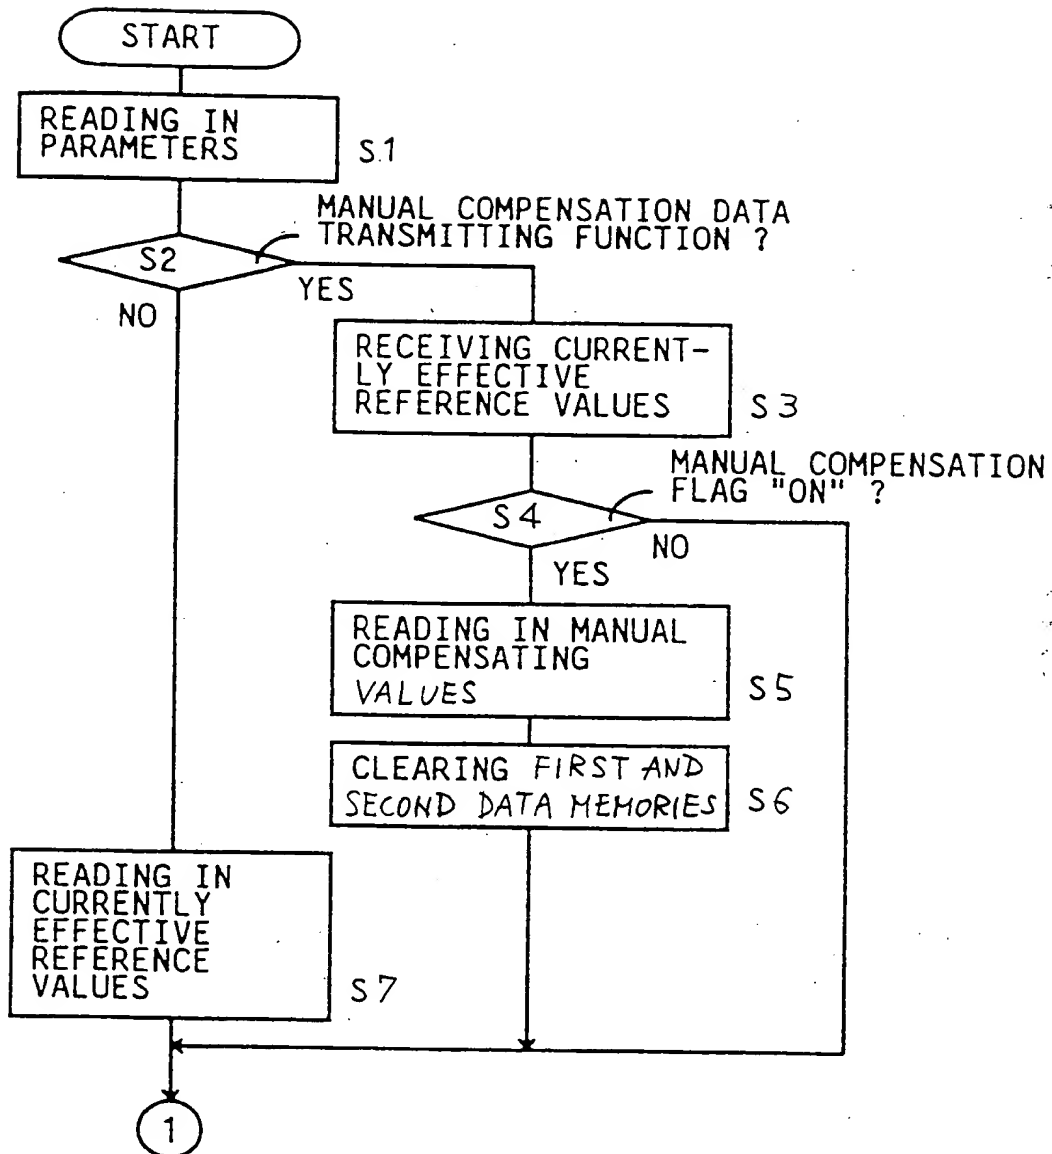 START
READING IN
PARAMETERS
S1
MANUAL COMPENSATION DATA
TRANSMITTING FUNCTION ?
S2
YES
NO
RECEIVING CURRENT-
LY EFFECTIVE
REFERENCE VALUES
S3
MANUAL COMPENSATION
FLAG "ON" ?
S4
NO
YES
READING IN MANUAL
COMPENSATING
VALUES
S5
CLEARING FIRST AND
SECOND DATA MEMORIES
S6
READING IN
CURRENTLY
EFFECTIVE
REFERENCE
VALUES
S7
1